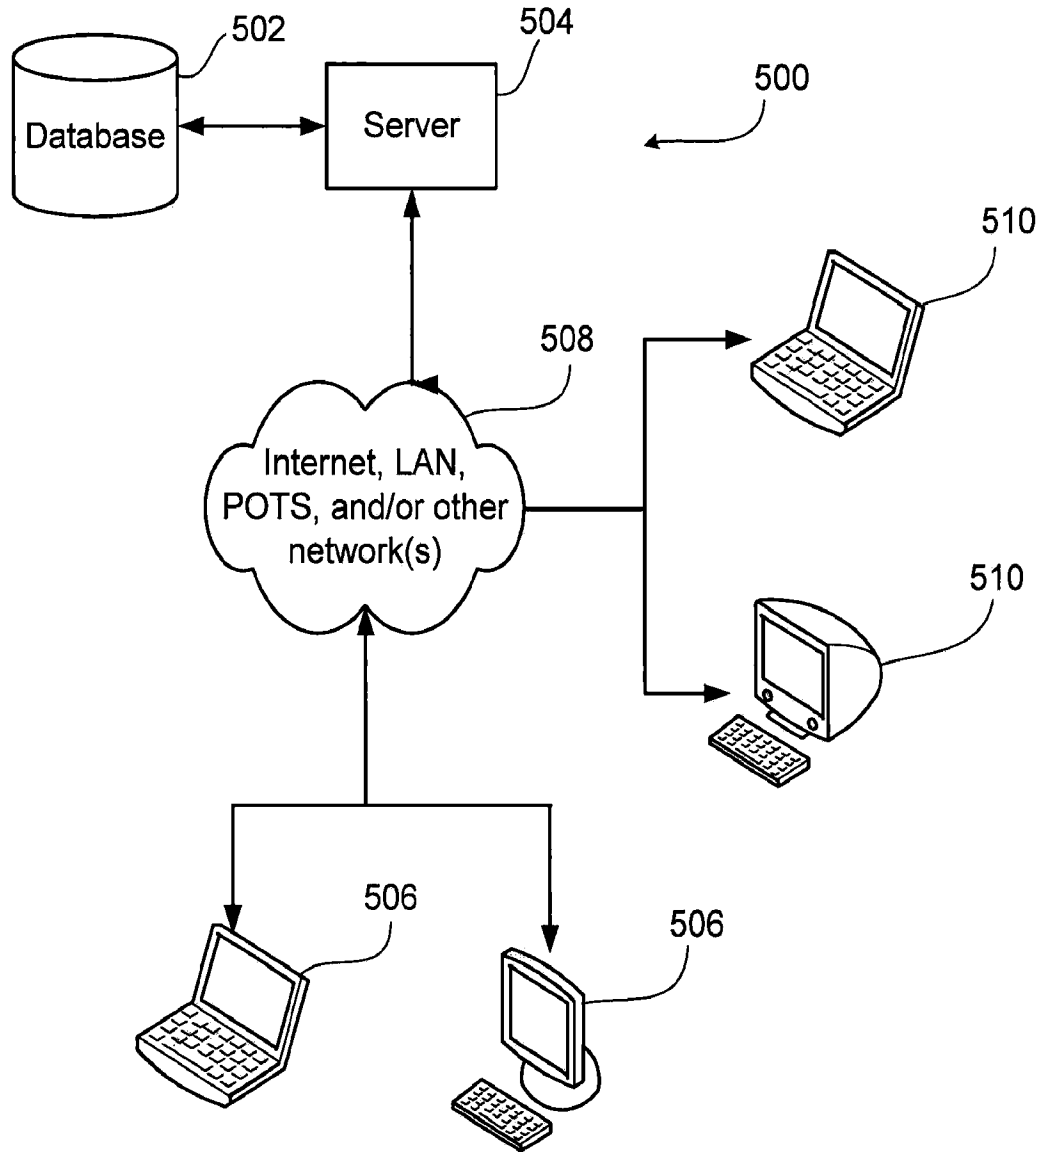 502
504
500
Database
Server
510
508
Internet, LAN,
POTS, and/or other
network(s)
510
506
506